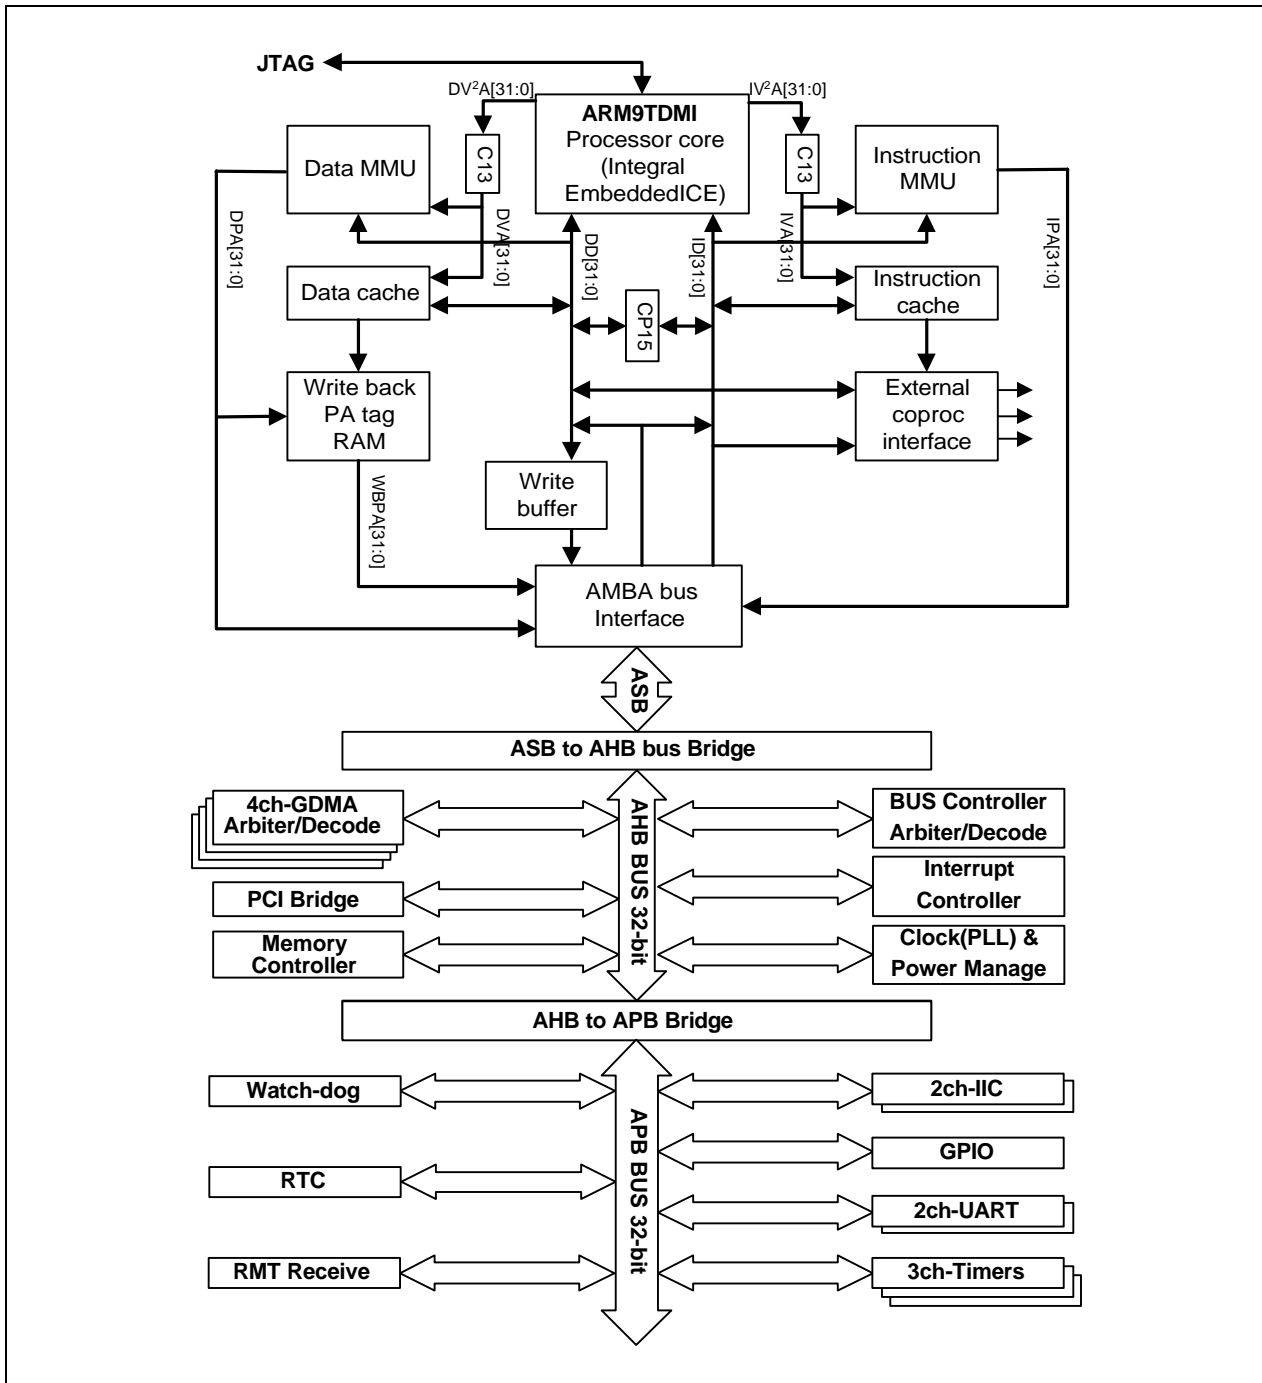 JTAG
DV²A[31:0]
IV²A[31:0]
ARM9TDMI
Processor core
(Integral
EmbeddedICE)
Data MMU
C13
C13
Instruction
MMU
DPA[31:0]
DVA[31:0]
DD[31:0]
ID[31:0]
IVA[31:0]
IPA[31:0]
Data cache
CP15
Instruction
cache
Write back
PA tag
RAM
External
coproc
interface
WBPA[31:0]
Write
buffer
AMBA bus
Interface
ASB
ASB to AHB bus Bridge
4ch-GDMA
Arbiter/Decode
AHB BUS 32-bit
BUS Controller
Arbiter/Decode
PCI Bridge
Interrupt
Controller
Memory
Controller
Clock(PLL) &
Power Manage
AHB to APB Bridge
Watch-dog
APB BUS 32-bit
2ch-IIC
GPIO
RTC
2ch-UART
RMT Receive
3ch-Timers